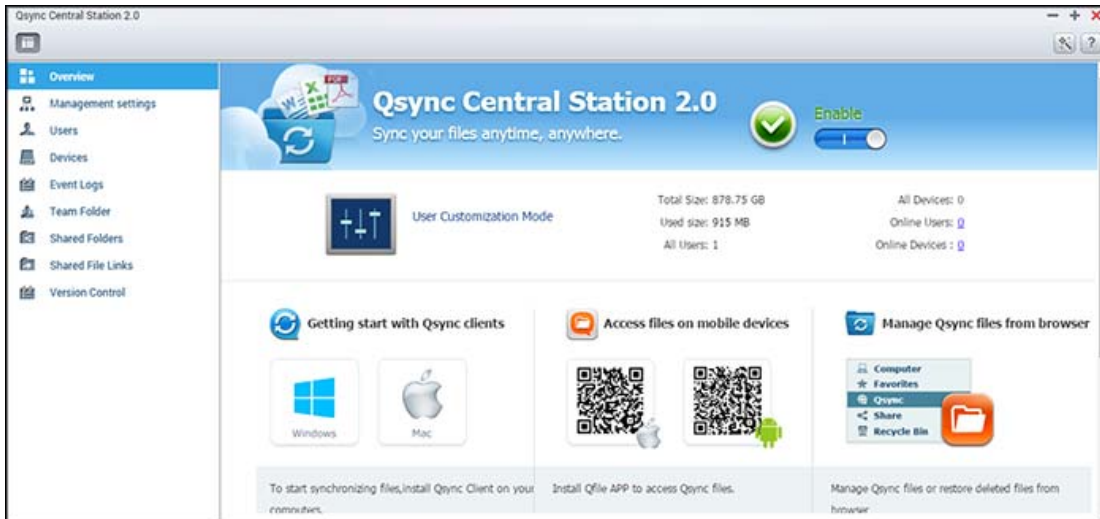 Qsync Central Station 2.0
Overview
Management settings
Users
Devices
Event Logs
Team Folder
Shared Folders
Shared File Links
Version Control
Qsync Central Station 2.0
Sync your files anytime, anywhere.
Enable
User Customization Mode
Total Size: 878.75 GB
Used size: 915 MB
All Users: 1
All Devices: 0
Online Users: 0
Online Devices : 0
Getting start with Qsync clients
Windows
Mac
To start synchronizing files,install Qsync Client on your
computers.
Access files on mobile devices
Install Qfile APP to access Qsync files.
Manage Qsync files from browser
Computer
Favorites
Qsync
Share
Recycle Bin
Manage Qsync files or restore deleted files from
browser